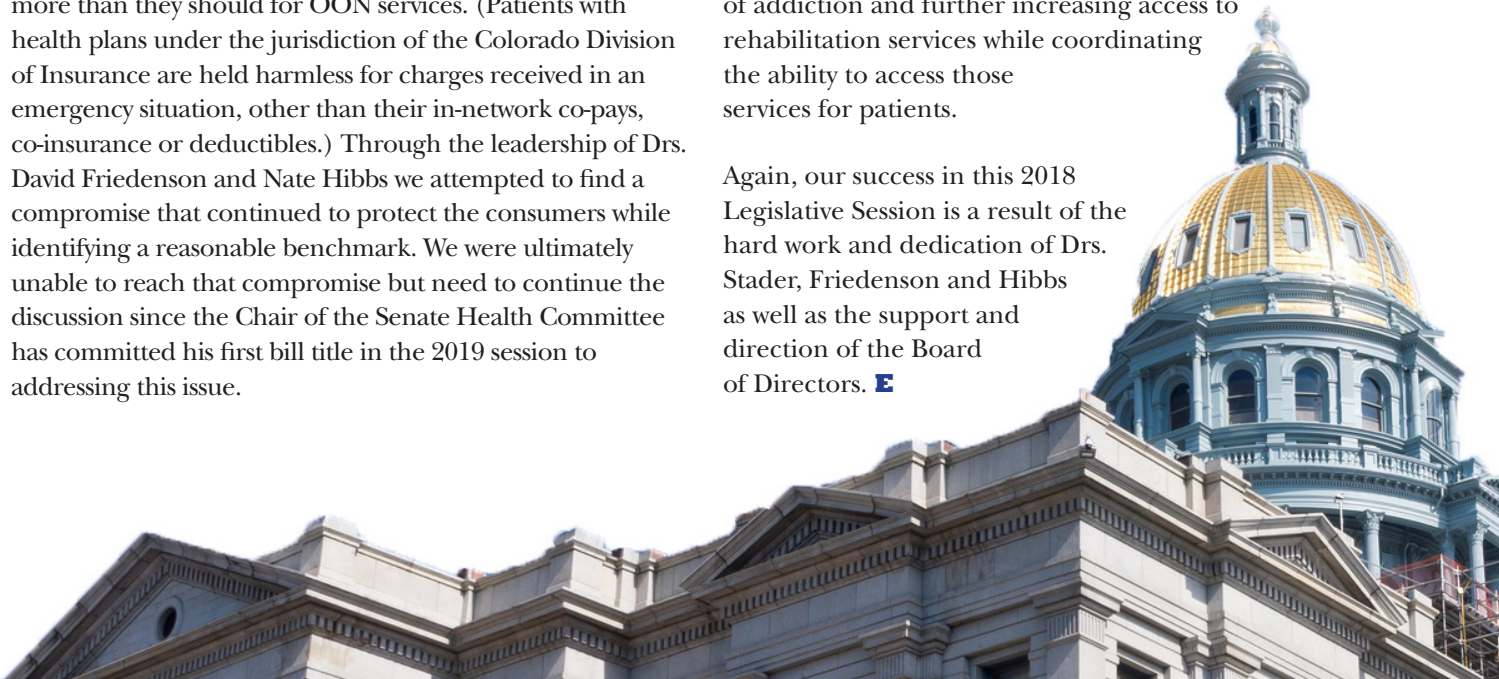 more than they should for OON services. (Patients with
health plans under the jurisdiction of the Colorado Division
of Insurance are held harmless for charges received in an
emergency situation, other than their in-network co-pays,
co-insurance or deductibles.) Through the leadership of Drs.
David Friedenson and Nate Hibbs we attempted to find a
compromise that continued to protect the consumers while
identifying a reasonable benchmark. We were ultimately
unable to reach that compromise but need to continue the
discussion since the Chair of the Senate Health Committee
has committed his first bill title in the 2019 session to
addressing this issue.
of addiction and further increasing access to
rehabilitation services while coordinating
the ability to access those
services for patients.
Again, our success in this 2018
Legislative Session is a result of the
hard work and dedication of Drs.
Stader, Friedenson and Hibbs
as well as the support and
direction of the Board
of Directors. E